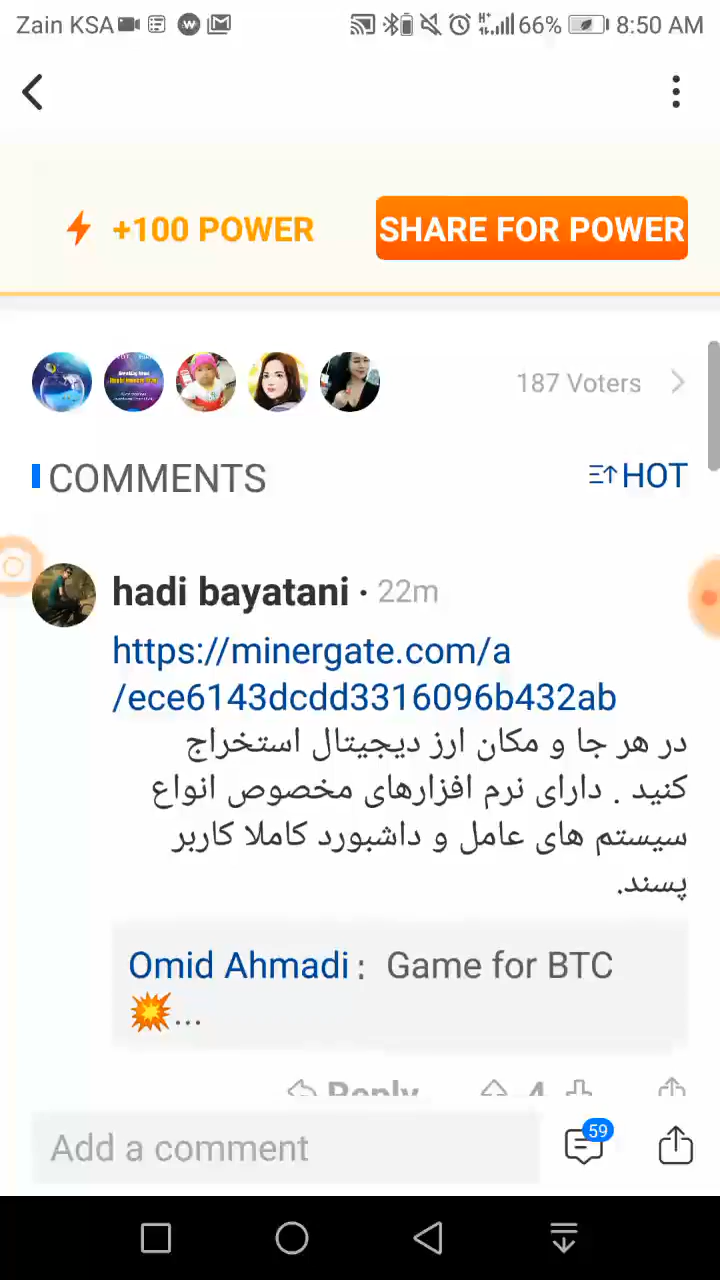 Zain KSA 66% 8:50 AM
+100 POWER SHARE FOR POWER
187 Voters
COMMENTS HOT
hadi bayatani · 22m
https://minergate.com/a
/ece6143dcdd3316096b432ab
در هر جا و مکان ارز دیجیتال استخراج
کنید . دارای نرم افزارهای مخصوص انواع
سیستم های عامل و داشبورد کاملا کاربر
پسند.
Omid Ahmadi : Game for BTC
💥...
Reply 4
Add a comment 59